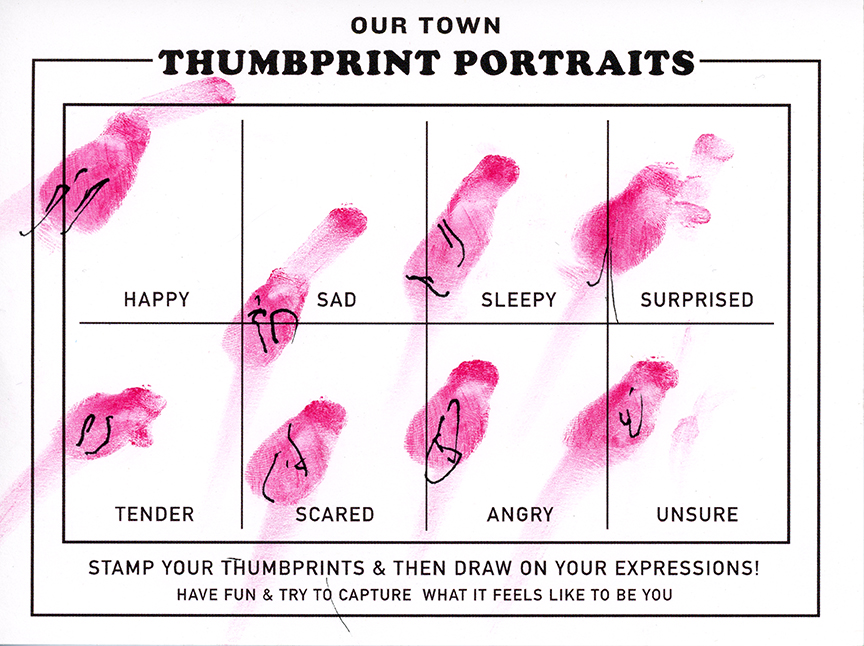 OUR TOWN
THUMBPRINT PORTRAITS
HAPPY SAD SLEEPY SURPRISED
TENDER SCARED ANGRY UNSURE
STAMP YOUR THUMBPRINTS & THEN DRAW ON YOUR EXPRESSIONS!
HAVE FUN & TRY TO CAPTURE WHAT IT FEELS LIKE TO BE YOU